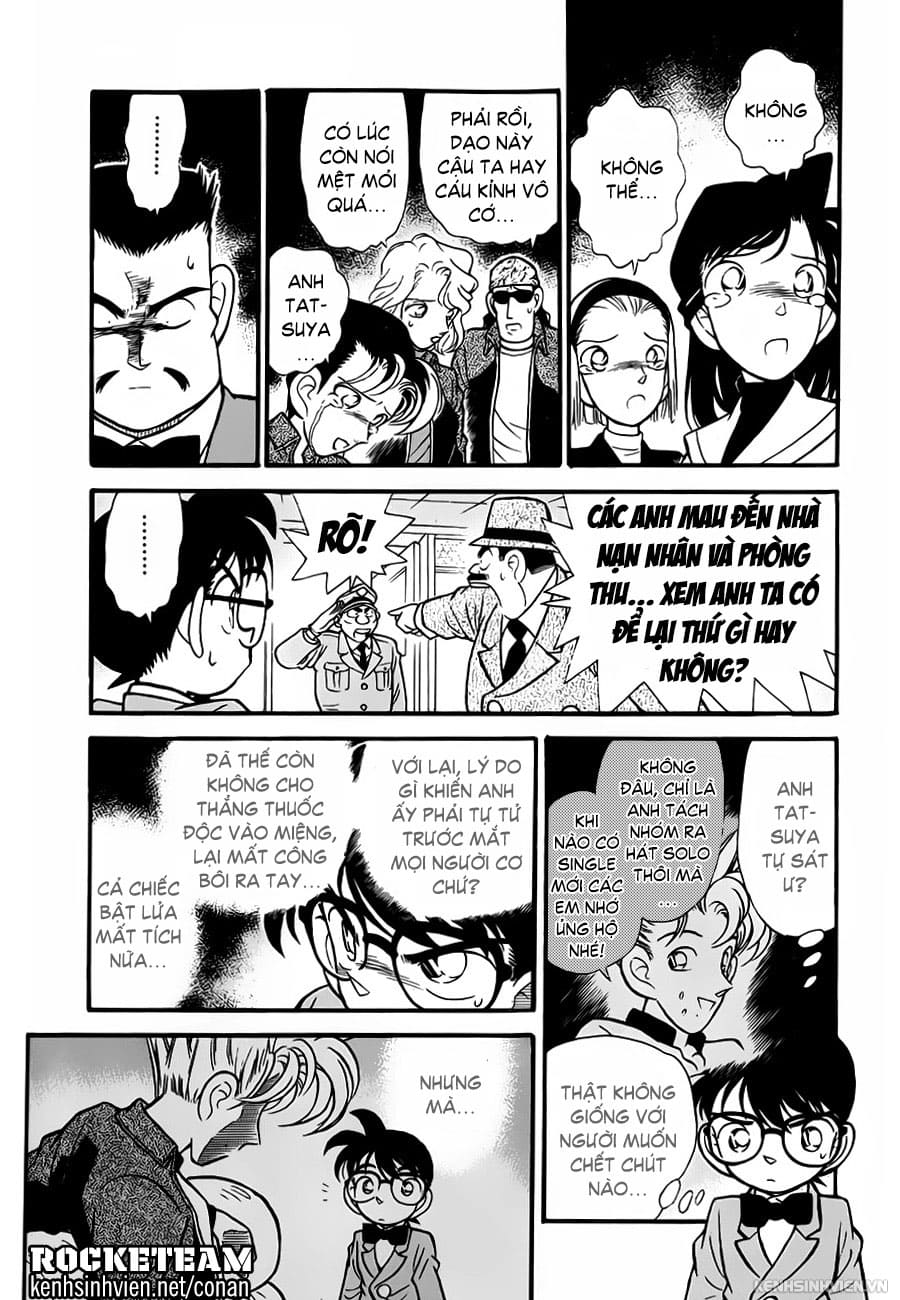 KHÔNG
...
KHÔNG
THỂ...
PHẢI RỒI,
DẠO NÀY
CẬU TA HAY
CÁU KỈNH VÔ
CỚ...
CÓ LÚC
CÒN NÓI
MỆT MỎI
QUÁ...
ANH
TAT-
SUYA
...
........
CÁC ANH MAU ĐẾN NHÀ
NẠN NHÂN VÀ PHÒNG
THU... XEM ANH TA CÓ
ĐỂ LẠI THỨ GÌ HAY
KHÔNG?
RÕ!
........
ANH
TAT-
SUYA
TỰ SÁT
Ư?
KHÔNG
ĐÂU, CHỈ LÀ
ANH TÁCH
NHÓM RA
HÁT SOLO
THÔI MÀ
...
KHI
NÀO CÓ
SINGLE
MỚI CÁC
EM NHỚ
ỦNG HỘ
NHÉ!
THẬT KHÔNG
GIỐNG VỚI
NGƯỜI MUỐN
CHẾT CHÚT
NÀO...
VỚI LẠI, LÝ DO
GÌ KHIẾN ANH
ẤY PHẢI TỰ TỬ
TRƯỚC MẮT
MỌI NGƯỜI CƠ
CHỨ?
ĐÃ THẾ CÒN
KHÔNG CHO
THẲNG THUỐC
ĐỘC VÀO MIỆNG,
LẠI MẤT CÔNG
BÔI RA TAY...
CẢ CHIẾC
BẬT LỬA
MẤT TÍCH
NỮA...
NHƯNG
MÀ...
ROCKETEAM
kenhsinhvien.net/conan
KENHSINHVIEN.VN